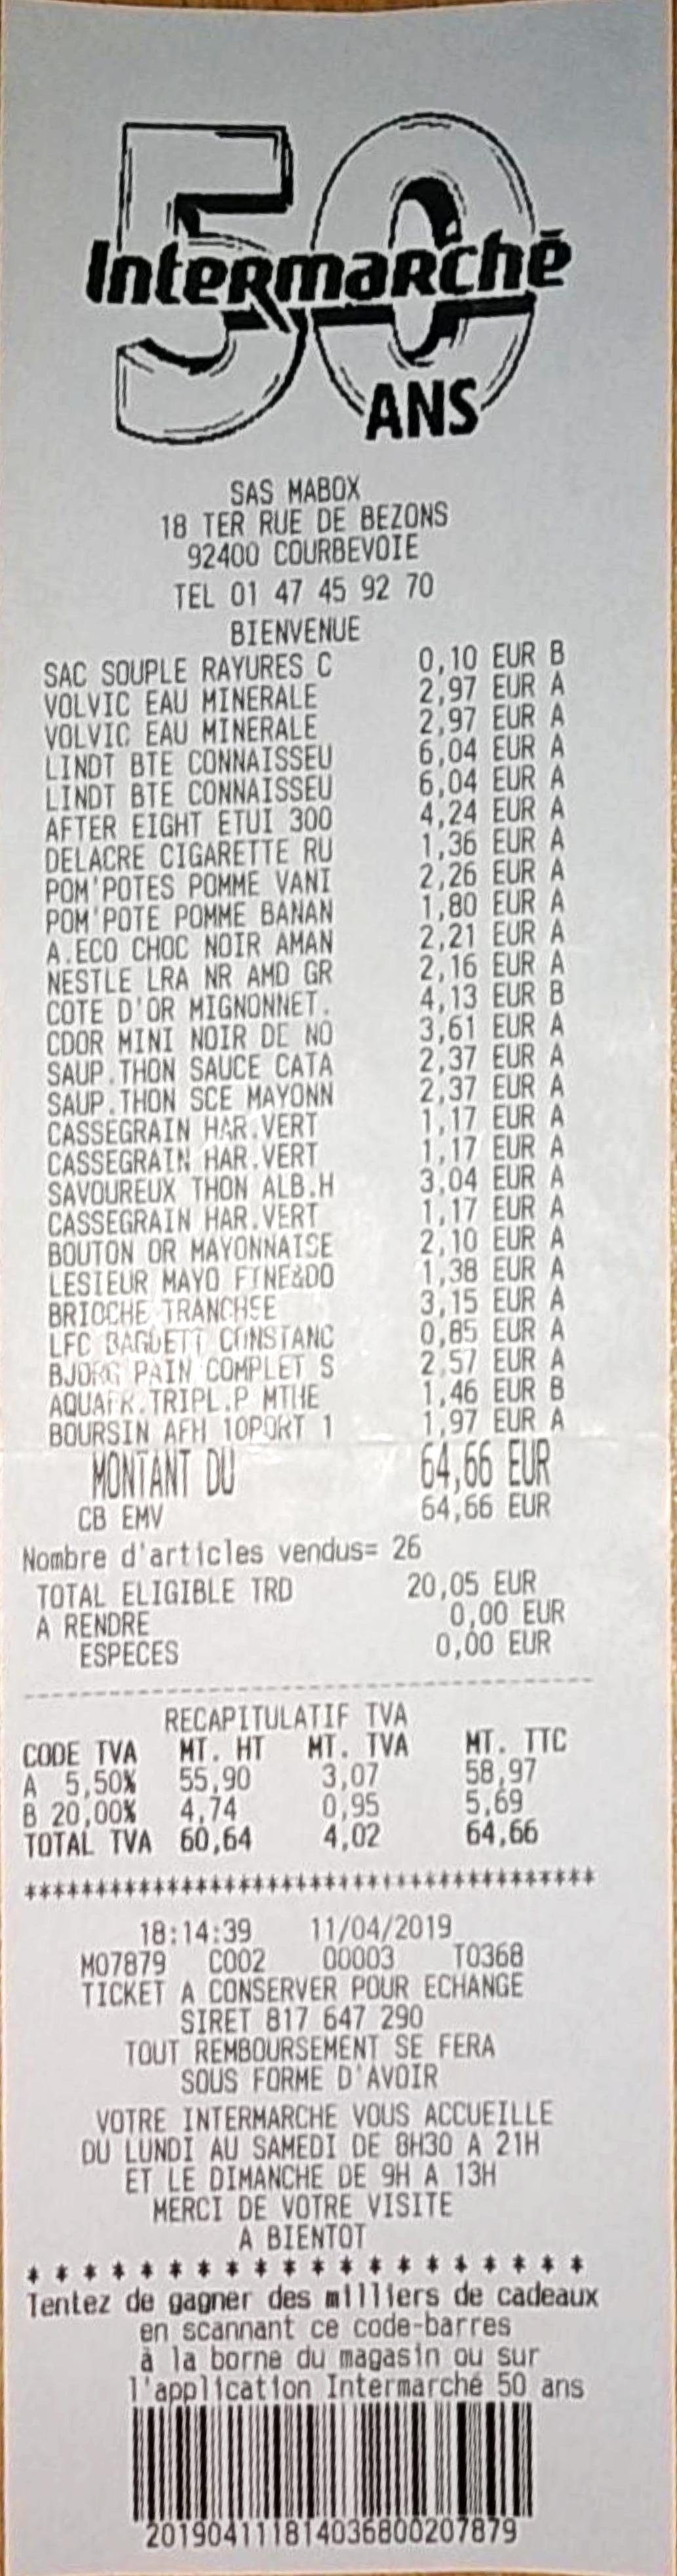 50
Intermarché
ANS
SAS MABOX
18 TER RUE DE BEZONS
92400 COURBEVOIE
TEL 01 47 45 92 70
BIENVENUE
SAC SOUPLE RAYURES C 0,10 EUR B
VOLVIC EAU MINERALE 2,97 EUR A
VOLVIC EAU MINERALE 2,97 EUR A
LINDT BTE CONNAISSEU 6,04 EUR A
LINDT BTE CONNAISSEU 6,04 EUR A
AFTER EIGHT ETUI 300 4,24 EUR A
DELACRE CIGARETTE RU 1,36 EUR A
POM'POTES POMME VANI 2,26 EUR A
POM'POTE POMME BANAN 1,80 EUR A
A.ECO CHOC NOIR AMAN 2,21 EUR A
NESTLE LRA NR AMD GR 2,16 EUR A
COTE D'OR MIGNONNET. 4,13 EUR B
CDOR MINI NOIR DE NO 3,61 EUR A
SAUP.THON SAUCE CATA 2,37 EUR A
SAUP.THON SCE MAYONN 2,37 EUR A
CASSEGRAIN HAR.VERT 1,17 EUR A
CASSEGRAIN HAR.VERT 1,17 EUR A
SAVOUREUX THON ALB.H 3,04 EUR A
CASSEGRAIN HAR.VERT 1,17 EUR A
BOUTON OR MAYONNAISE 2,10 EUR A
LESIEUR MAYO FINE&DO 1,38 EUR A
BRIOCHE TRANCHEE 3,15 EUR A
LFC BAGUETT CONSTANC 0,85 EUR A
BJORG PAIN COMPLET S 2,57 EUR A
AQUAFR.TRIPL.P MTHE 1,46 EUR B
BOURSIN AFH 10PORT 1 1,97 EUR A
MONTANT DU 64,66 EUR
CB EMV 64,66 EUR
Nombre d'articles vendus= 26
TOTAL ELIGIBLE TRD 20,05 EUR
A RENDRE 0,00 EUR
ESPECES 0,00 EUR
RECAPITULATIF TVA
CODE TVA MT. HT MT. TVA MT. TTC
A 5,50% 55,90 3,07 58,97
B 20,00% 4,74 0,95 5,69
TOTAL TVA 60,64 4,02 64,66
****************************************
18:14:39 11/04/2019
M07879 C002 00003 T0368
TICKET A CONSERVER POUR ECHANGE
SIRET 817 647 290
TOUT REMBOURSEMENT SE FERA
SOUS FORME D'AVOIR
VOTRE INTERMARCHE VOUS ACCUEILLE
DU LUNDI AU SAMEDI DE 8H30 A 21H
ET LE DIMANCHE DE 9H A 13H
MERCI DE VOTRE VISITE
A BIENTOT
* * * * * * * * * * * * * * * * * * * *
Tentez de gagner des milliers de cadeaux
en scannant ce code-barres
à la borne du magasin ou sur
l'application Intermarché 50 ans
2019041118140368002078​79